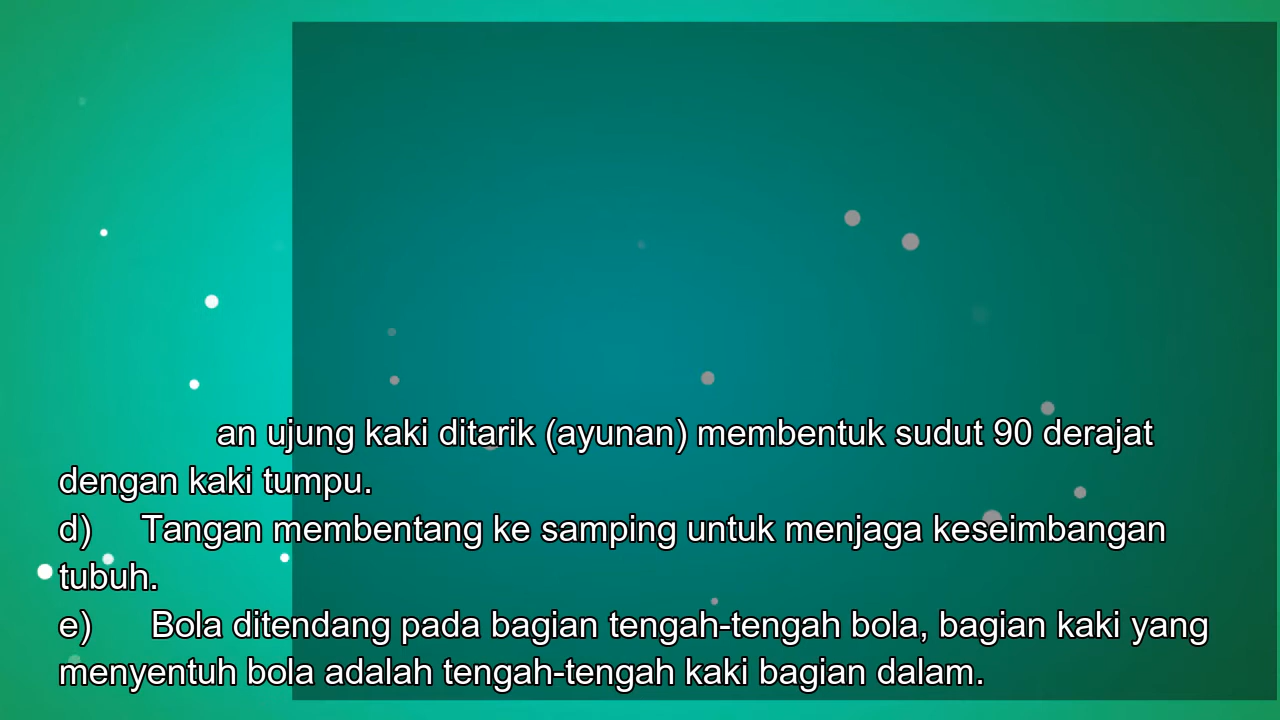 an ujung kaki ditarik (ayunan) membentuk sudut 90 derajat
dengan kaki tumpu.
d) Tangan membentang ke samping untuk menjaga keseimbangan
tubuh.
e) Bola ditendang pada bagian tengah-tengah bola, bagian kaki yang
menyentuh bola adalah tengah-tengah kaki bagian dalam.